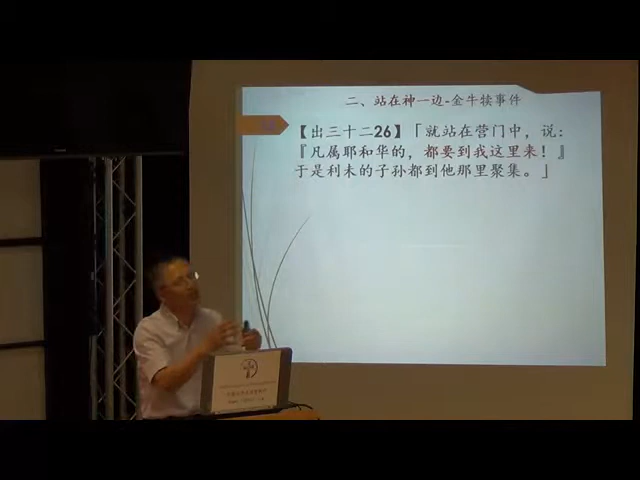 二、站在神一边-金牛犊事件
【出三十二26】「就站在营门中，说：
『凡属耶和华的，都要到我这里来！』
于是利未的子孙都到他那里聚集。」